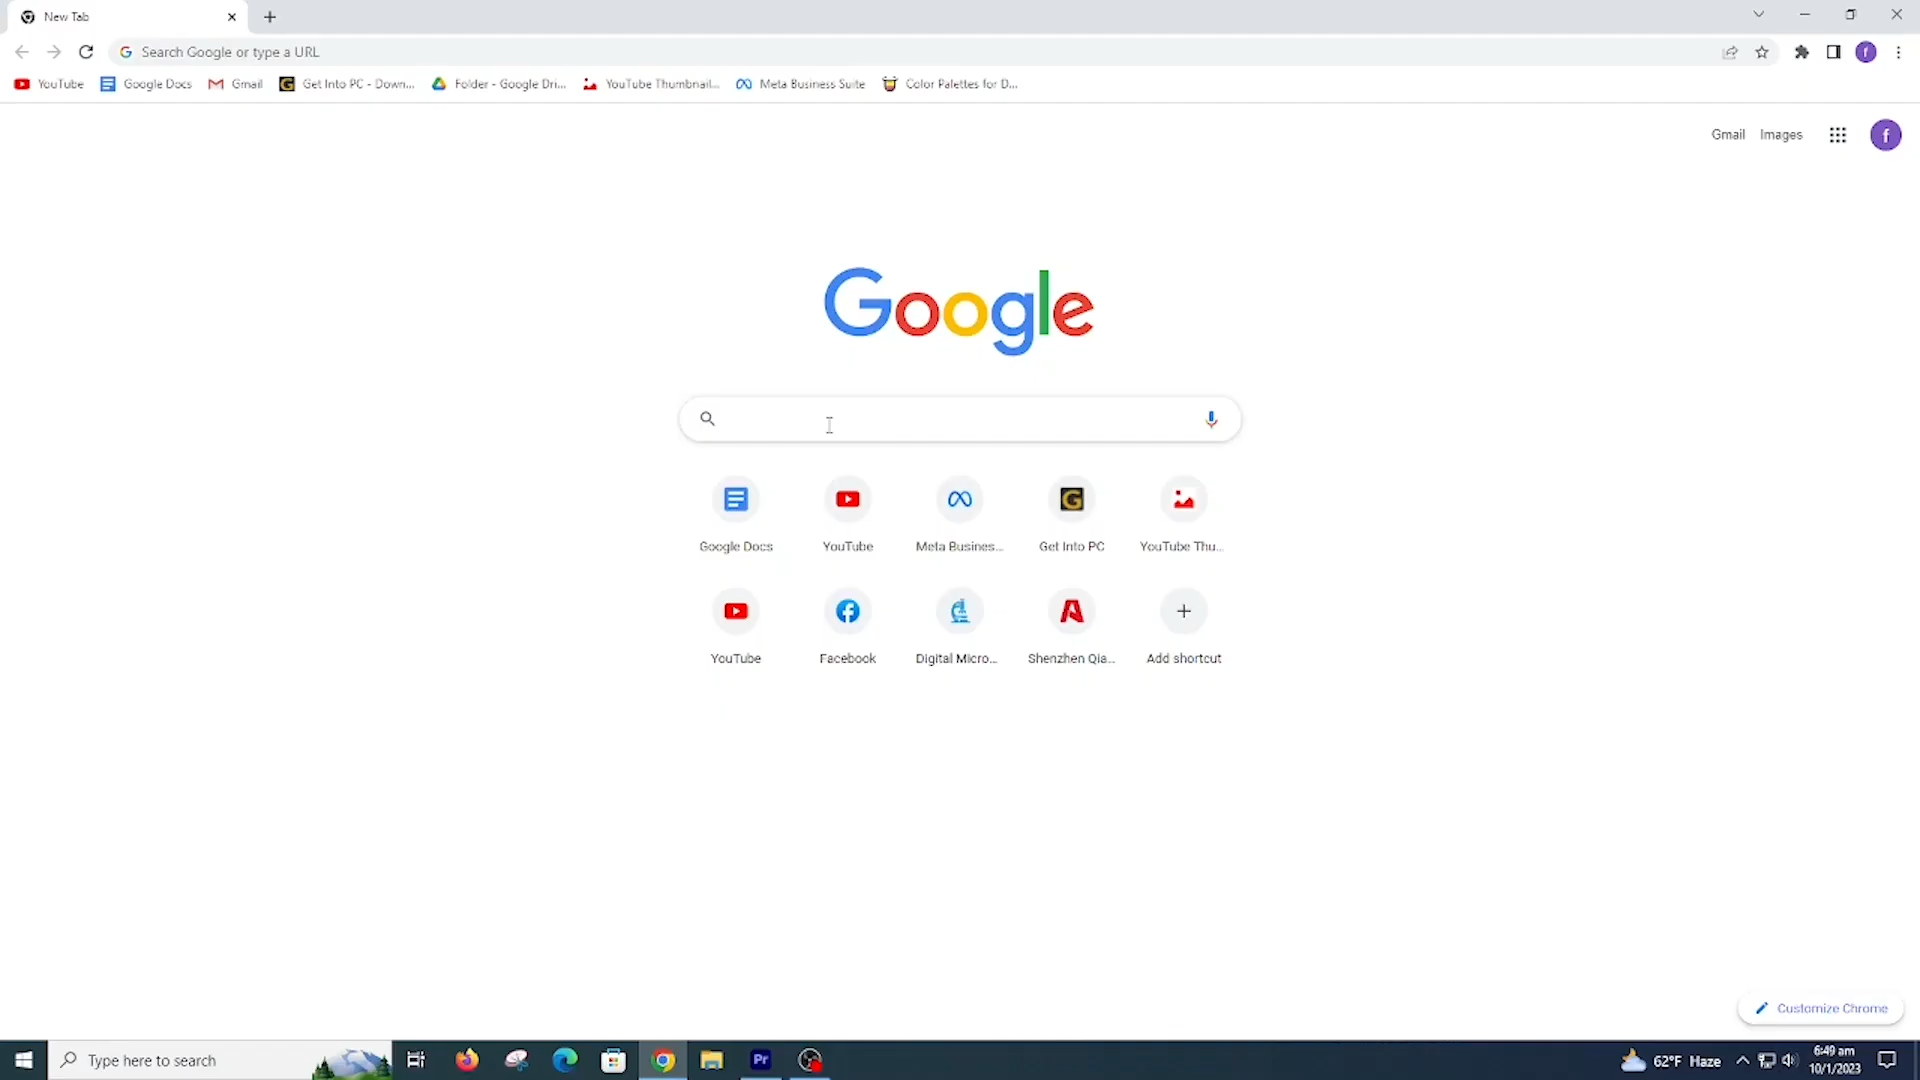 New Tab
Search Google or type a URL
YouTube Google Docs Gmail Get Into PC - Down... Folder - Google Dri... YouTube Thumbnail... Meta Business Suite Color Palettes for D...
Gmail Images f
Google
Google Docs YouTube Meta Busines... Get Into PC YouTube Thu...
YouTube Facebook Digital Micro... Shenzhen Qia... Add shortcut
Customize Chrome
Type here to search
Pr
62°F Haze
6:49 am
10/1/2023